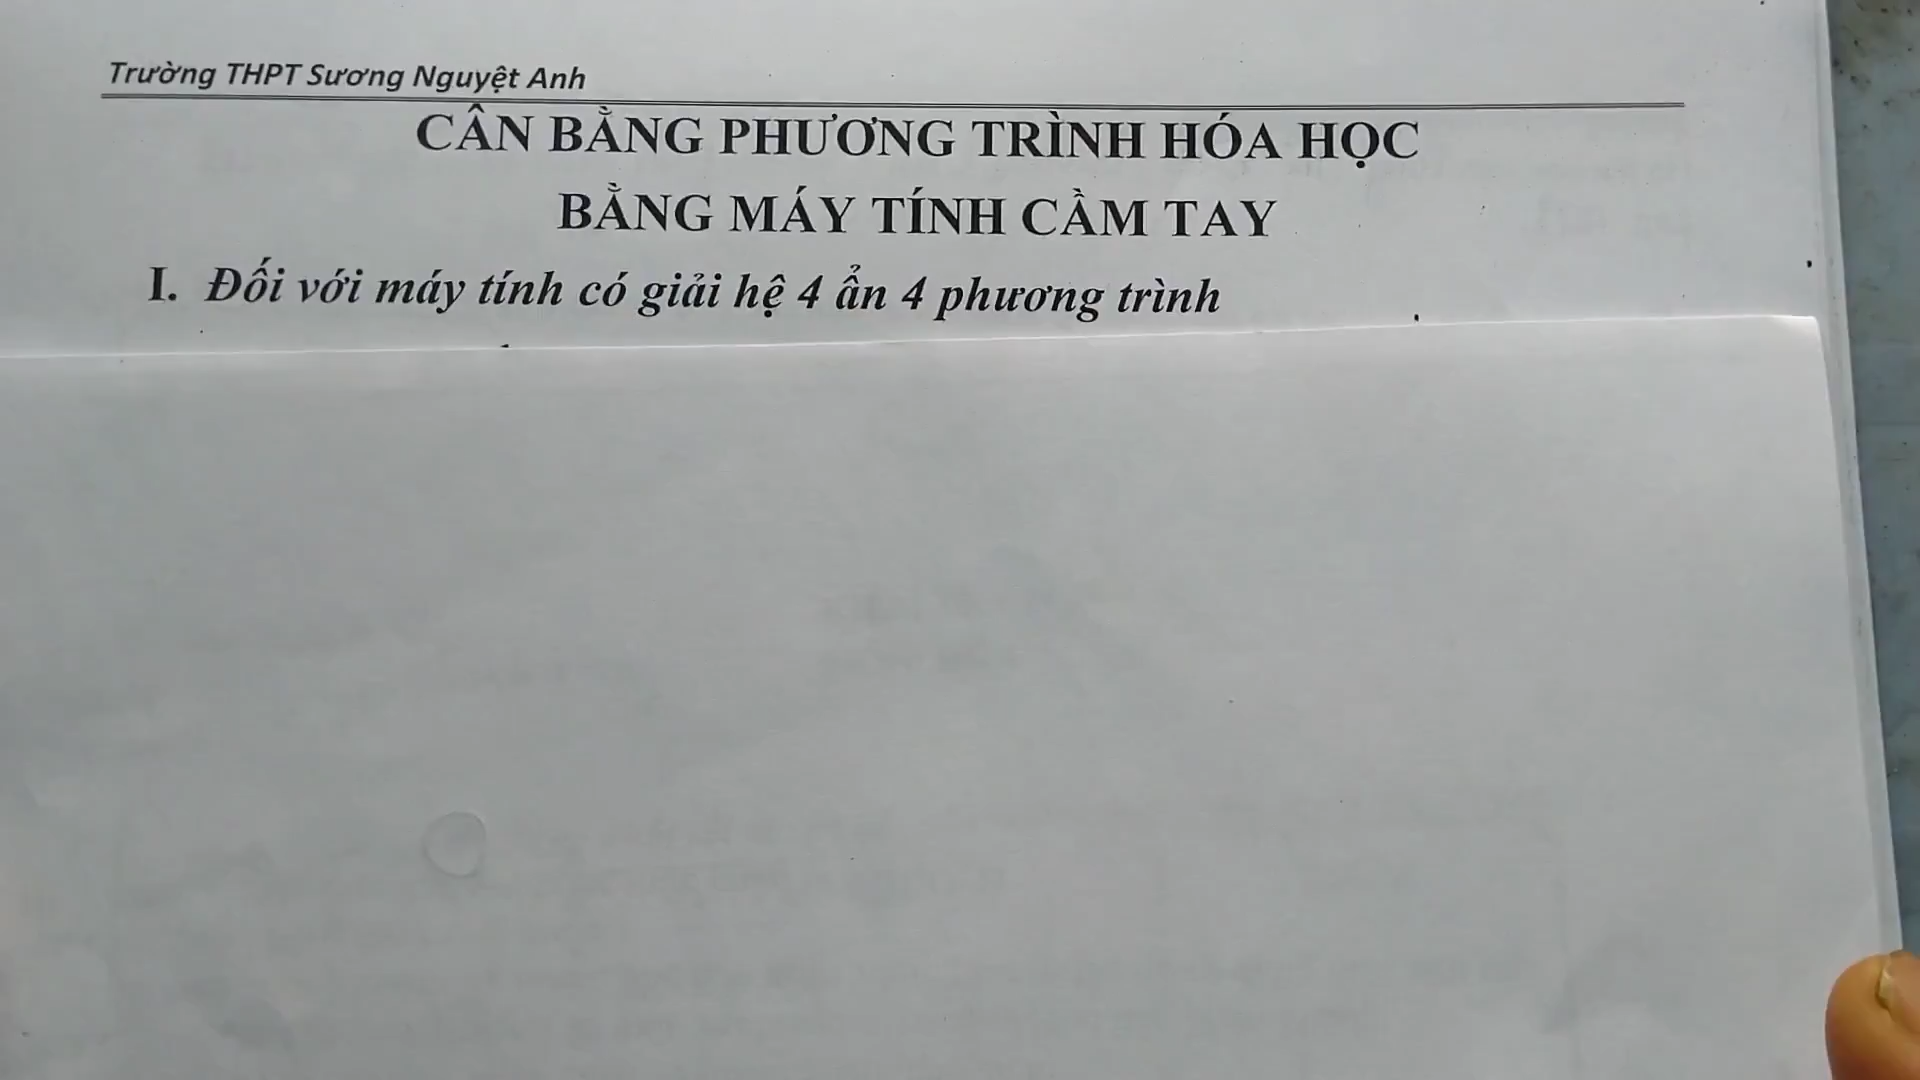 Trường THPT Sương Nguyệt Anh
CÂN BẰNG PHƯƠNG TRÌNH HÓA HỌC
BẰNG MÁY TÍNH CẦM TAY
I. Đối với máy tính có giải hệ 4 ẩn 4 phương trình